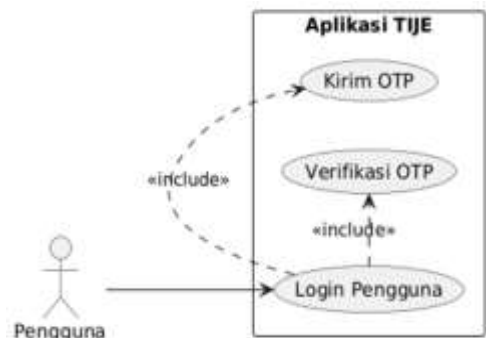 Aplikasi TIJE
Kirim OTP
Verifikasi OTP
«include»
«include»
Login Pengguna
Pengguna